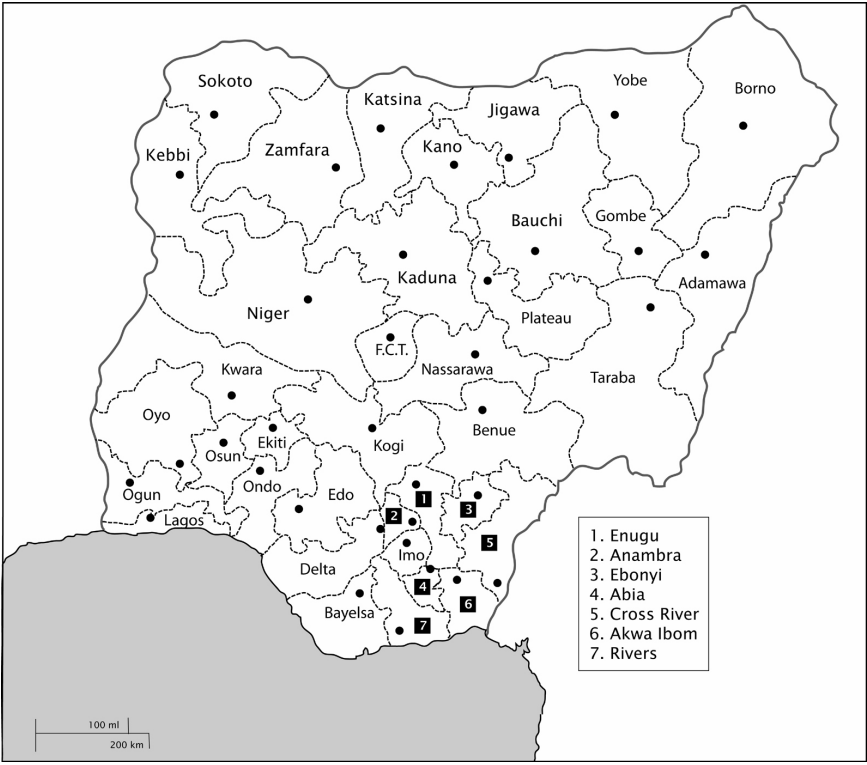 Sokoto
Yobe
Borno
Katsina
Jigawa
Kebbi
Zamfara
Kano
Bauchi
Gombe
Kaduna
Adamawa
Niger
Plateau
F.C.T.
Nassarawa
Kwara
Taraba
Oyo
Benue
Ekiti
Kogi
Osun
Ogun
Ondo
Edo
1
2
3
Lagos
5
Imo
Delta
4
6
Bayelsa
7
1. Enugu
2. Anambra
3. Ebonyi
4. Abia
5. Cross River
6. Akwa Ibom
7. Rivers
100 ml
200 km